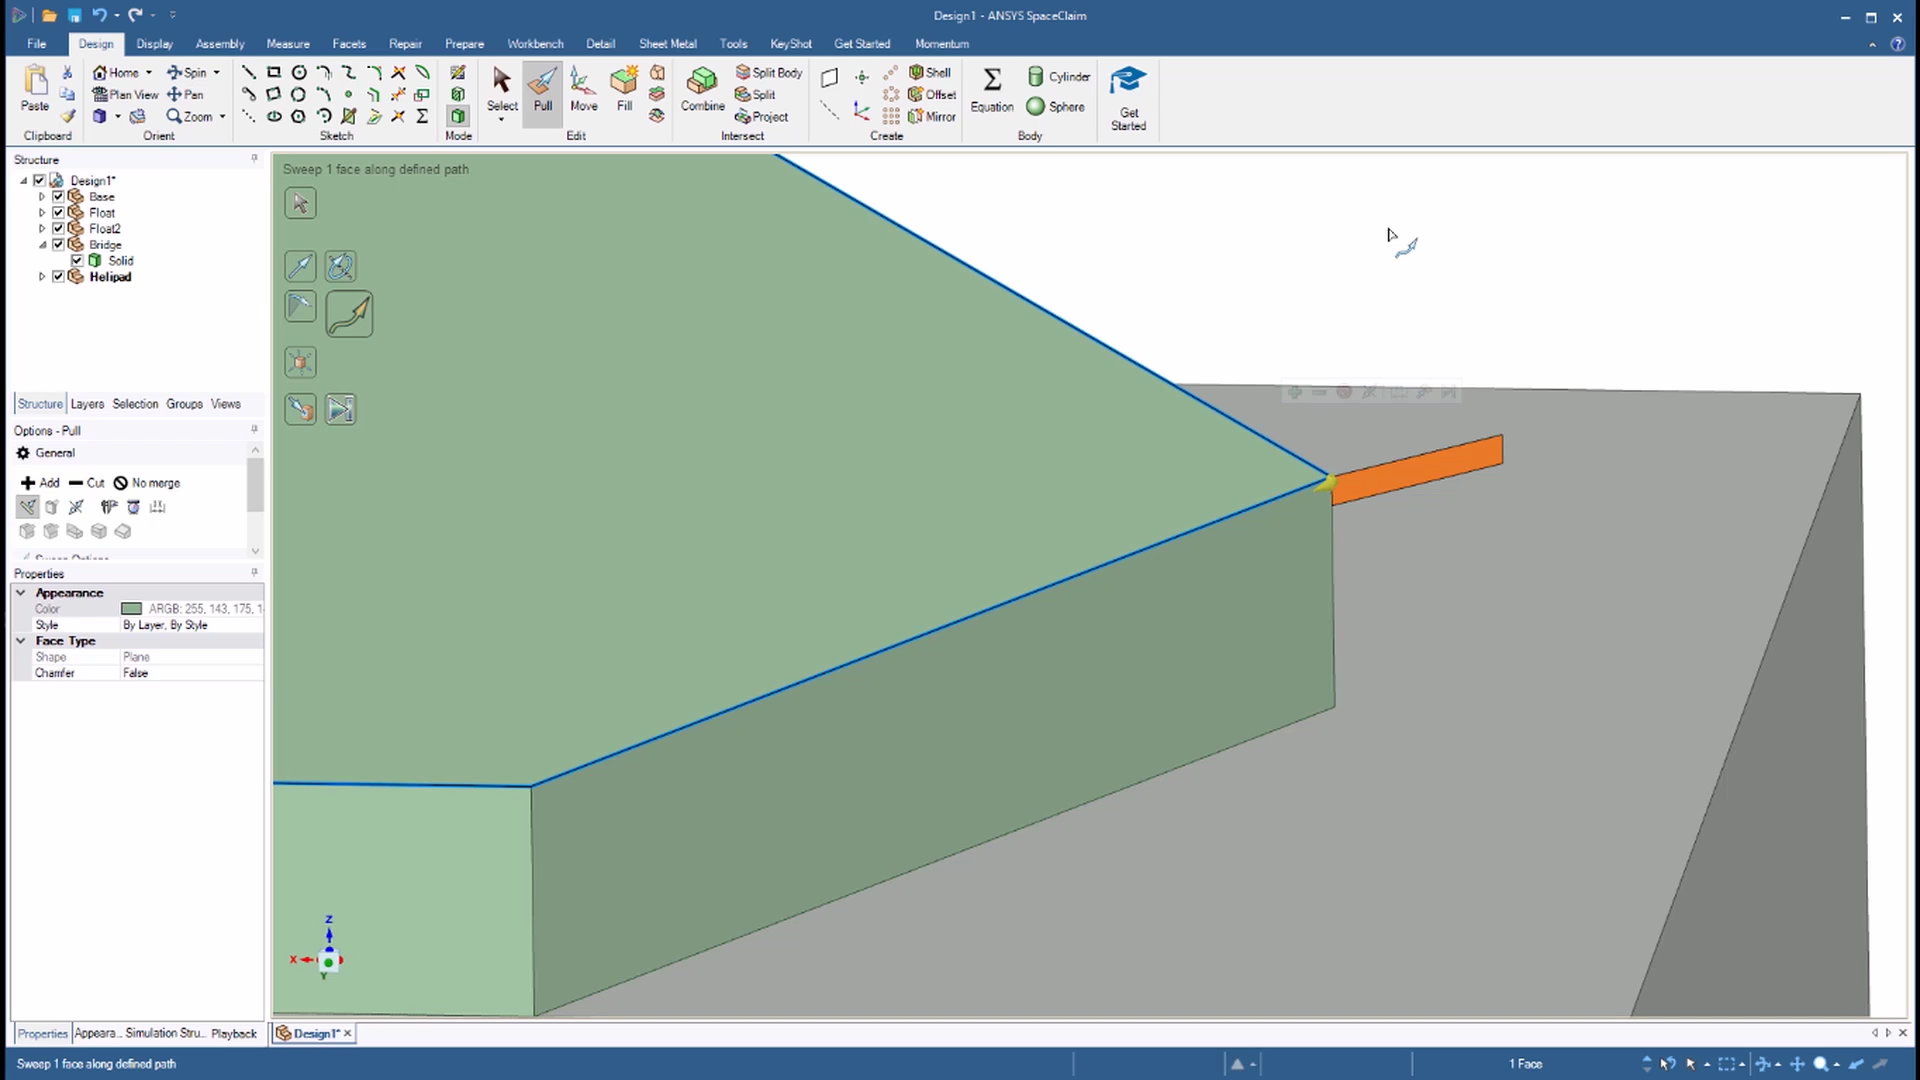 Design1 - ANSYS SpaceClaim
File Design Display Assembly Measure Facets Repair Prepare Workbench Detail Sheet Metal Tools KeyShot Get Started Momentum
Paste
Clipboard
Home Spin
Plan View Pan
Zoom
Orient
Sketch
Mode
Select Pull Move Fill
Edit
Combine
Split Body
Split
Project
Intersect
Shell
Offset
Mirror
Create
Equation
Cylinder
Sphere
Body
Get
Started
Structure
Design1*
Base
Float
Float2
Bridge
Solid
Helipad
Structure Layers Selection Groups Views
Options - Pull
General
Add Cut No merge
Properties
Appearance
Color ARGB: 255, 143, 175, 1
Style By Layer, By Style
Face Type
Shape Plane
Chamfer False
Properties Appeara... Simulation Stru... Playback
Sweep 1 face along defined path
Z
X
Y
Design1*
Sweep 1 face along defined path
1 Face